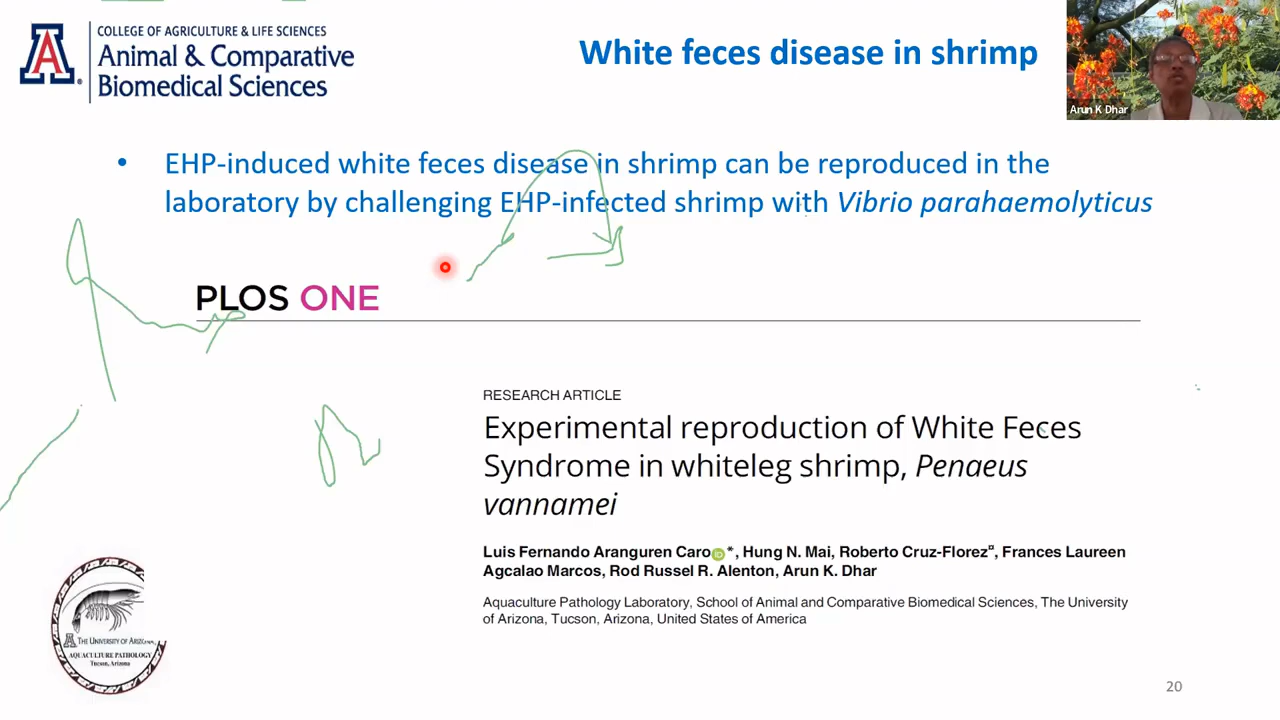 COLLEGE OF AGRICULTURE & LIFE SCIENCES
Animal & Comparative
Biomedical Sciences
White feces disease in shrimp
Arun K Dhar
• EHP-induced white feces disease in shrimp can be reproduced in the
laboratory by challenging EHP-infected shrimp with Vibrio parahaemolyticus
PLOS ONE
RESEARCH ARTICLE
Experimental reproduction of White Feces
Syndrome in whiteleg shrimp, Penaeus
vannamei
Luis Fernando Aranguren Caro iD *, Hung N. Mai, Roberto Cruz-Florez¤, Frances Laureen
Agcalao Marcos, Rod Russel R. Alenton, Arun K. Dhar
Aquaculture Pathology Laboratory, School of Animal and Comparative Biomedical Sciences, The University
of Arizona, Tucson, Arizona, United States of America
A THE UNIVERSITY OF ARIZONA
AQUACULTURE PATHOLOGY
Tucson, Arizona
20